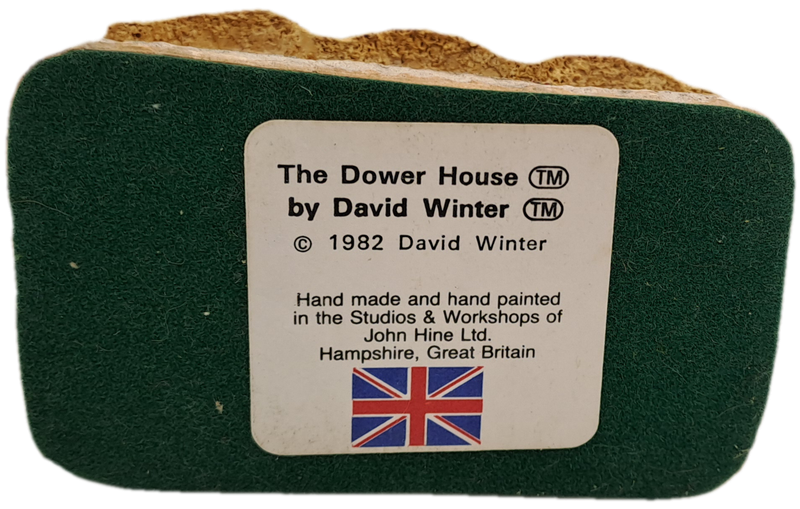 The Dower House ™
by David Winter ™
© 1982 David Winter
Hand made and hand painted
in the Studios & Workshops of
John Hine Ltd.
Hampshire, Great Britain